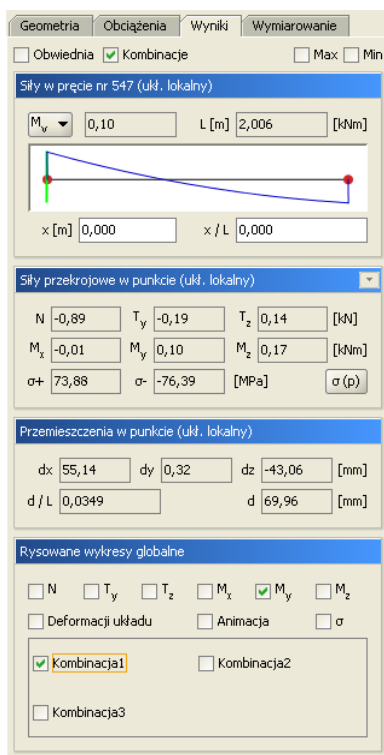 Geometria Obciążenia Wyniki Wymiarowanie
Obwiednia Kombinacje Max Min
Siły w pręcie nr 547 (ukł. lokalny)
My 0,10 L [m] 2,006 [kNm]
x [m] 0,000 x / L 0,000
Siły przekrojowe w punkcie (ukł. lokalny)
N -0,89 Ty -0,19 Tz 0,14 [kN]
Mx -0,01 My 0,10 Mz 0,17 [kNm]
σ+ 73,88 σ- -76,39 [MPa] σ (p)
Przemieszczenia w punkcie (ukł. lokalny)
dx 55,14 dy 0,32 dz -43,06 [mm]
d / L 0,0349 d 69,96 [mm]
Rysowane wykresy globalne
N Ty Tz Mx My Mz
Deformacji układu Animacja σ
Kombinacja1 Kombinacja2
Kombinacja3